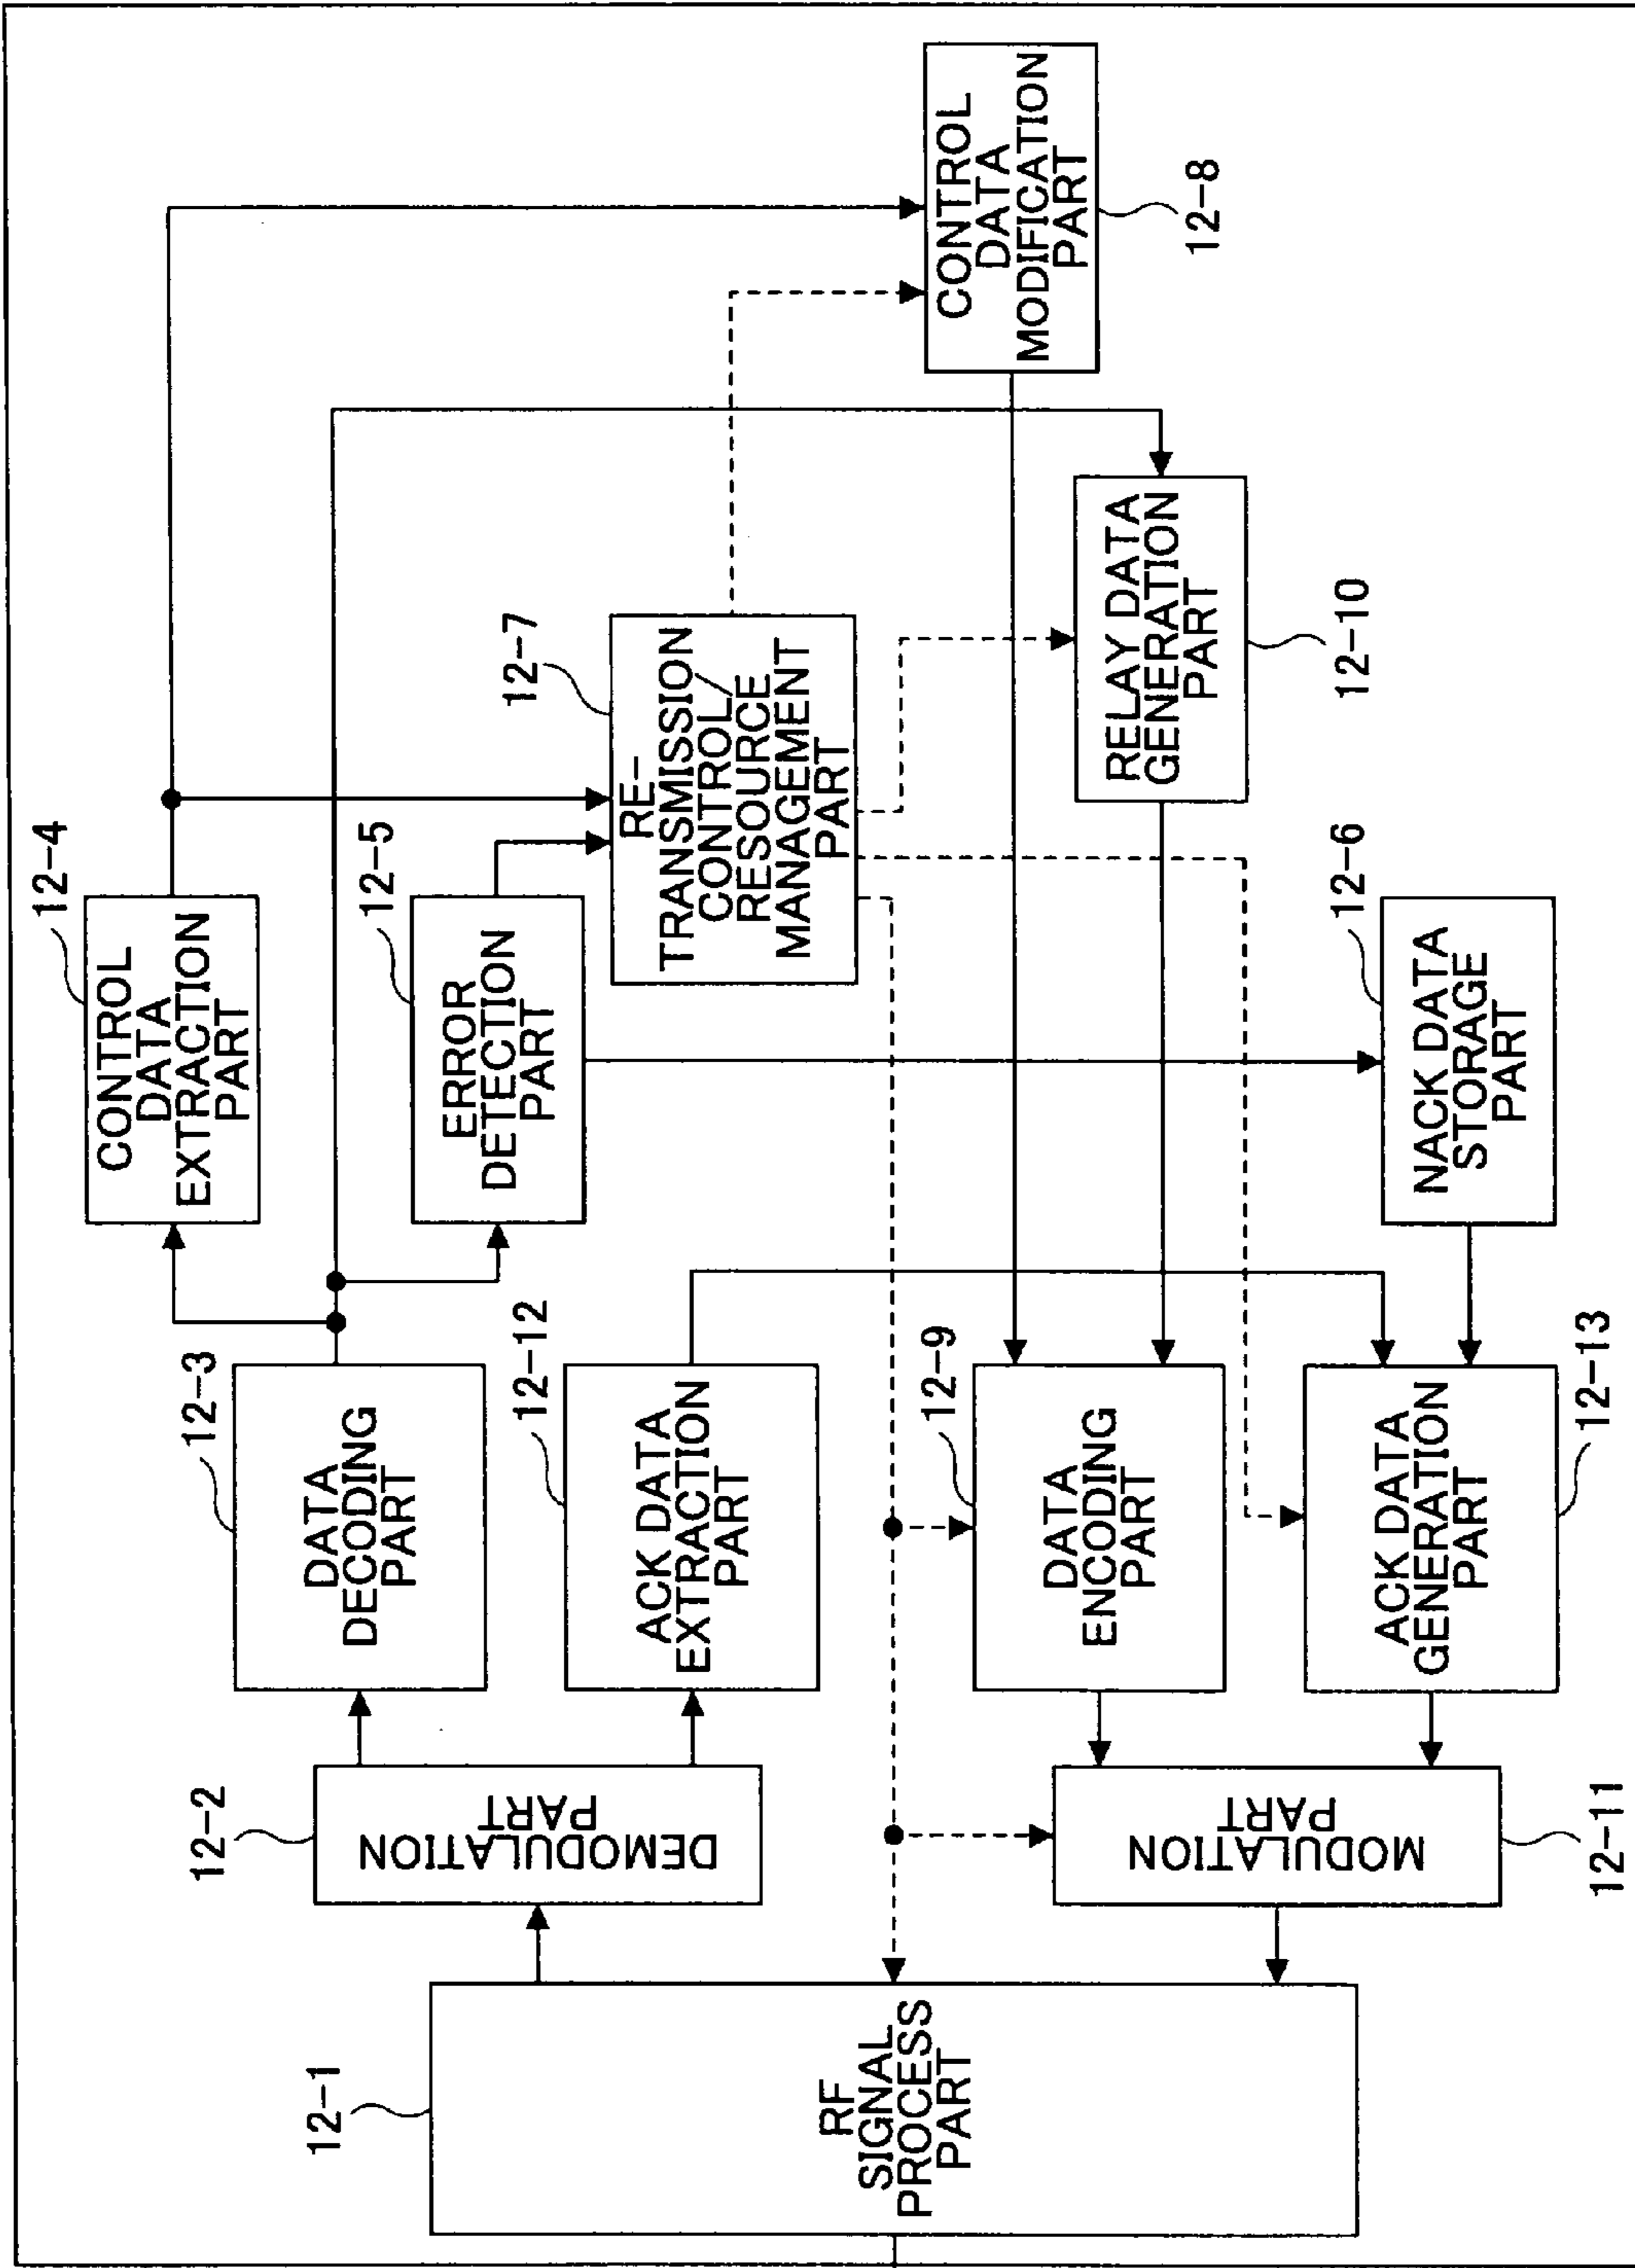 12-1
RF
SIGNAL
PROCESS
PART
12-2
DEMODULATION
PART
12-3
DATA
DECODING
PART
12-12
ACK DATA
EXTRACTION
PART
12-4
CONTROL
DATA
EXTRACTION
PART
12-5
ERROR
DETECTION
PART
12-7
RE-
TRANSMISSION
CONTROL/
RESOURCE
MANAGEMENT
PART
CONTROL
DATA
MODIFICATION
PART
12-8
RELAY DATA
GENERATION
PART
12-10
12-6
NACK DATA
STORAGE
PART
12-9
DATA
ENCODING
PART
ACK DATA
GENERATION
PART
12-13
MODULATION
PART
12-11